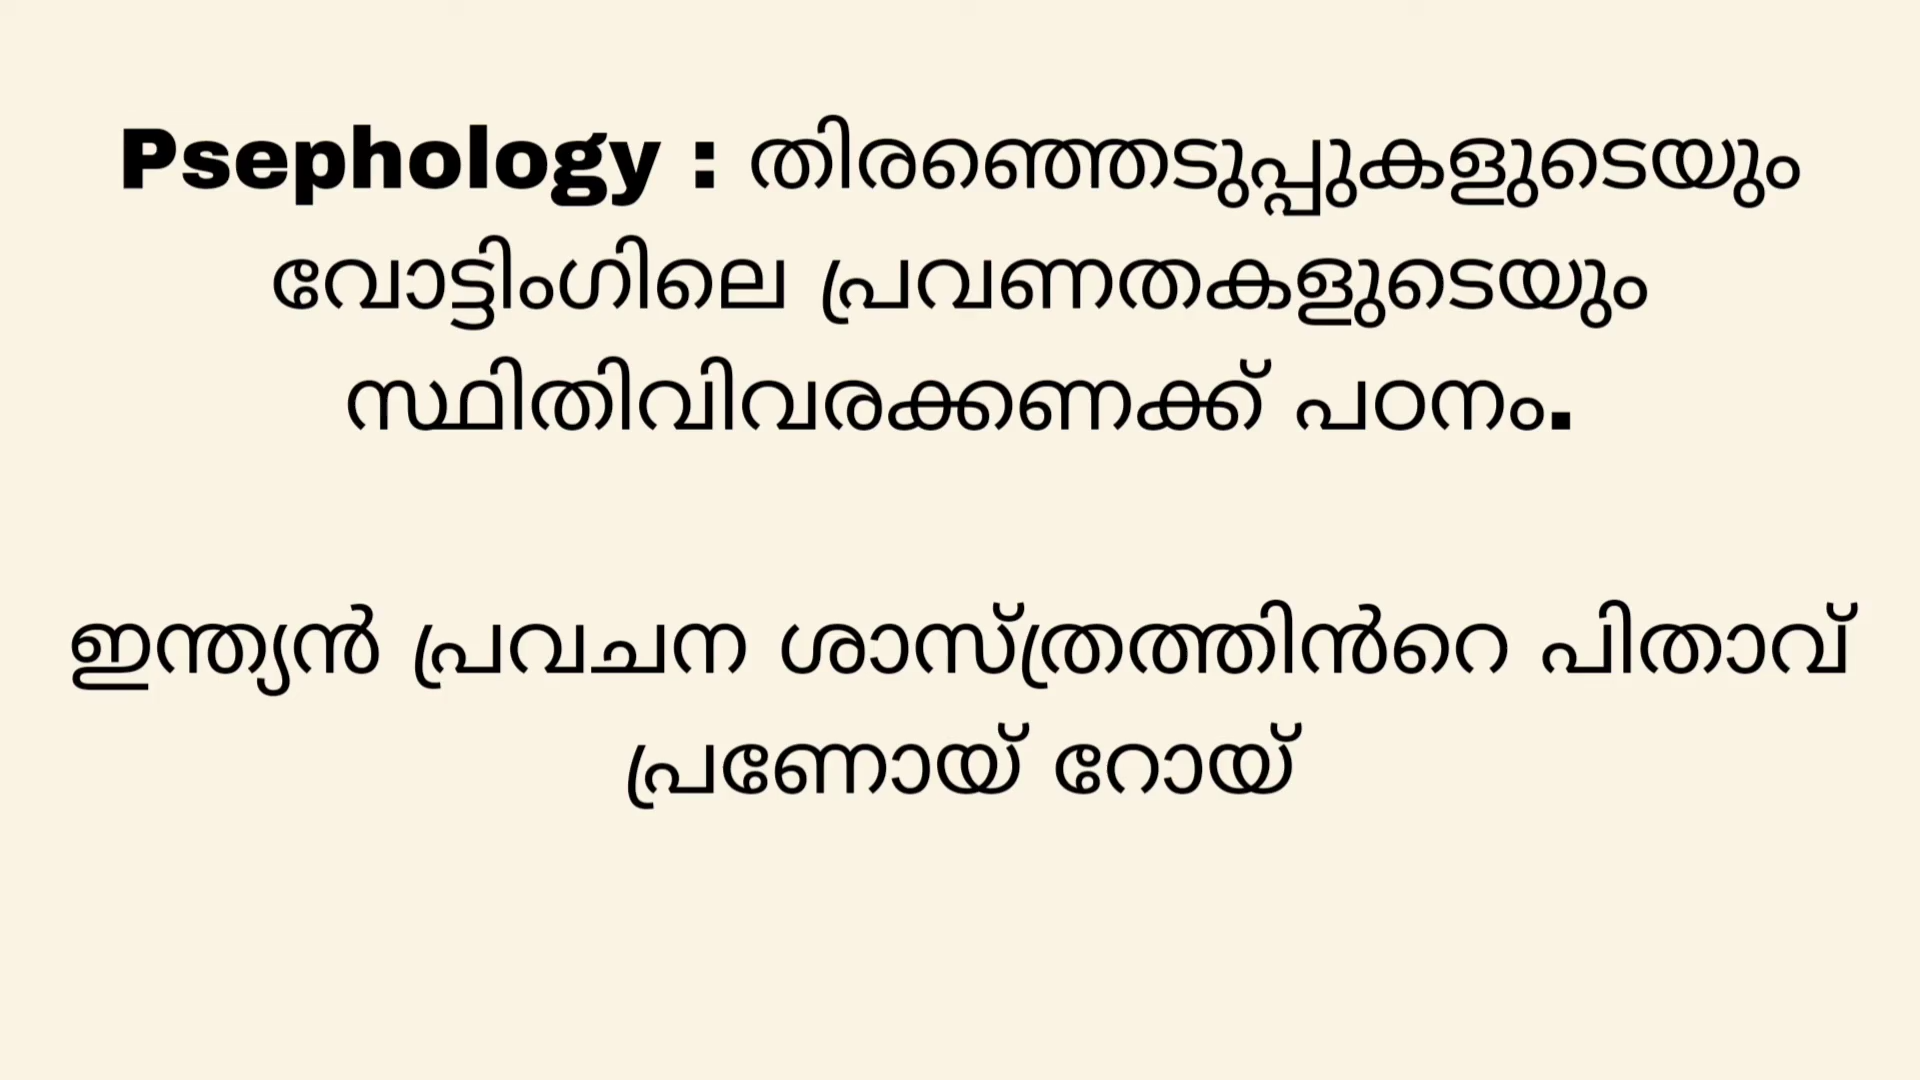 Psephology : തിരഞ്ഞെടുപ്പുകളുടെയും
വോട്ടിംഗിലെ പ്രവണതകളുടെയും
സ്ഥിതിവിവരക്കണക്ക് പഠനം.
ഇന്ത്യൻ പ്രവചന ശാസ്ത്രത്തിൻറെ പിതാവ്
പ്രണോയ് റോയ്